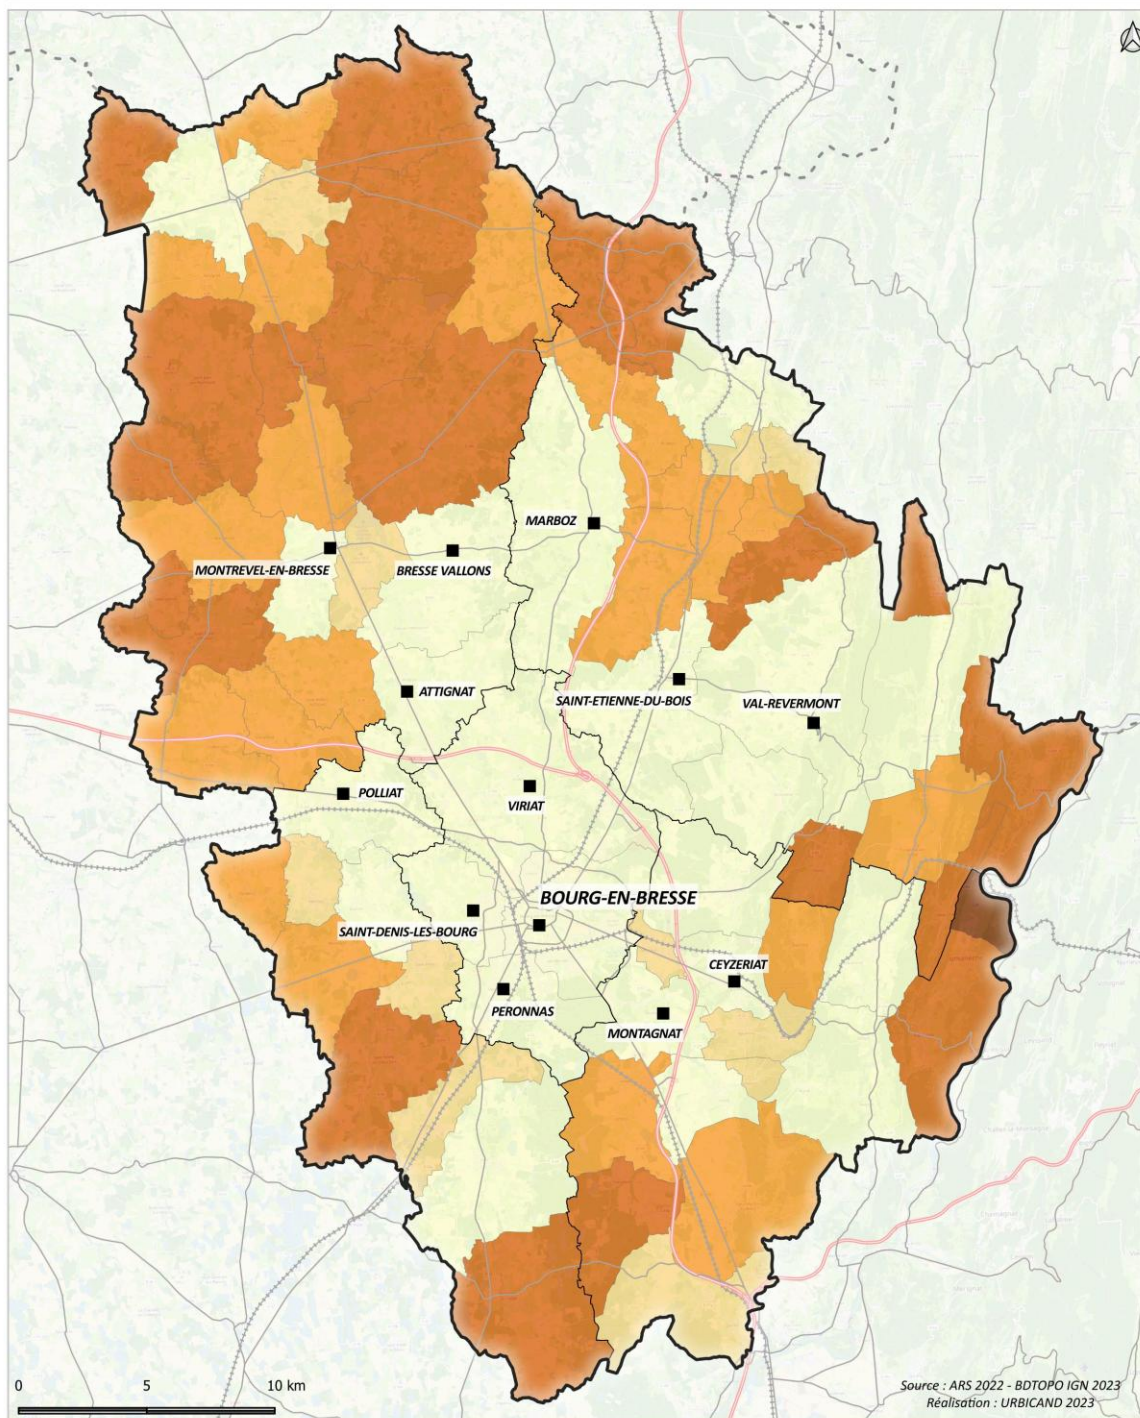 MARBOZ
MONTREVEL-EN-BRESSE
BRESSE VALLONS
ATTIGNAT
SAINT-ETIENNE-DU-BOIS
VAL-REVERMONT
POLLIAT
VIRIAT
BOURG-EN-BRESSE
SAINT-DENIS-LES-BOURG
CEYZERIAT
PERONNAS
MONTAGNAT
0 5 10 km
Source : ARS 2022 - BDTOPO IGN 2023
Réalisation : URBICAND 2023